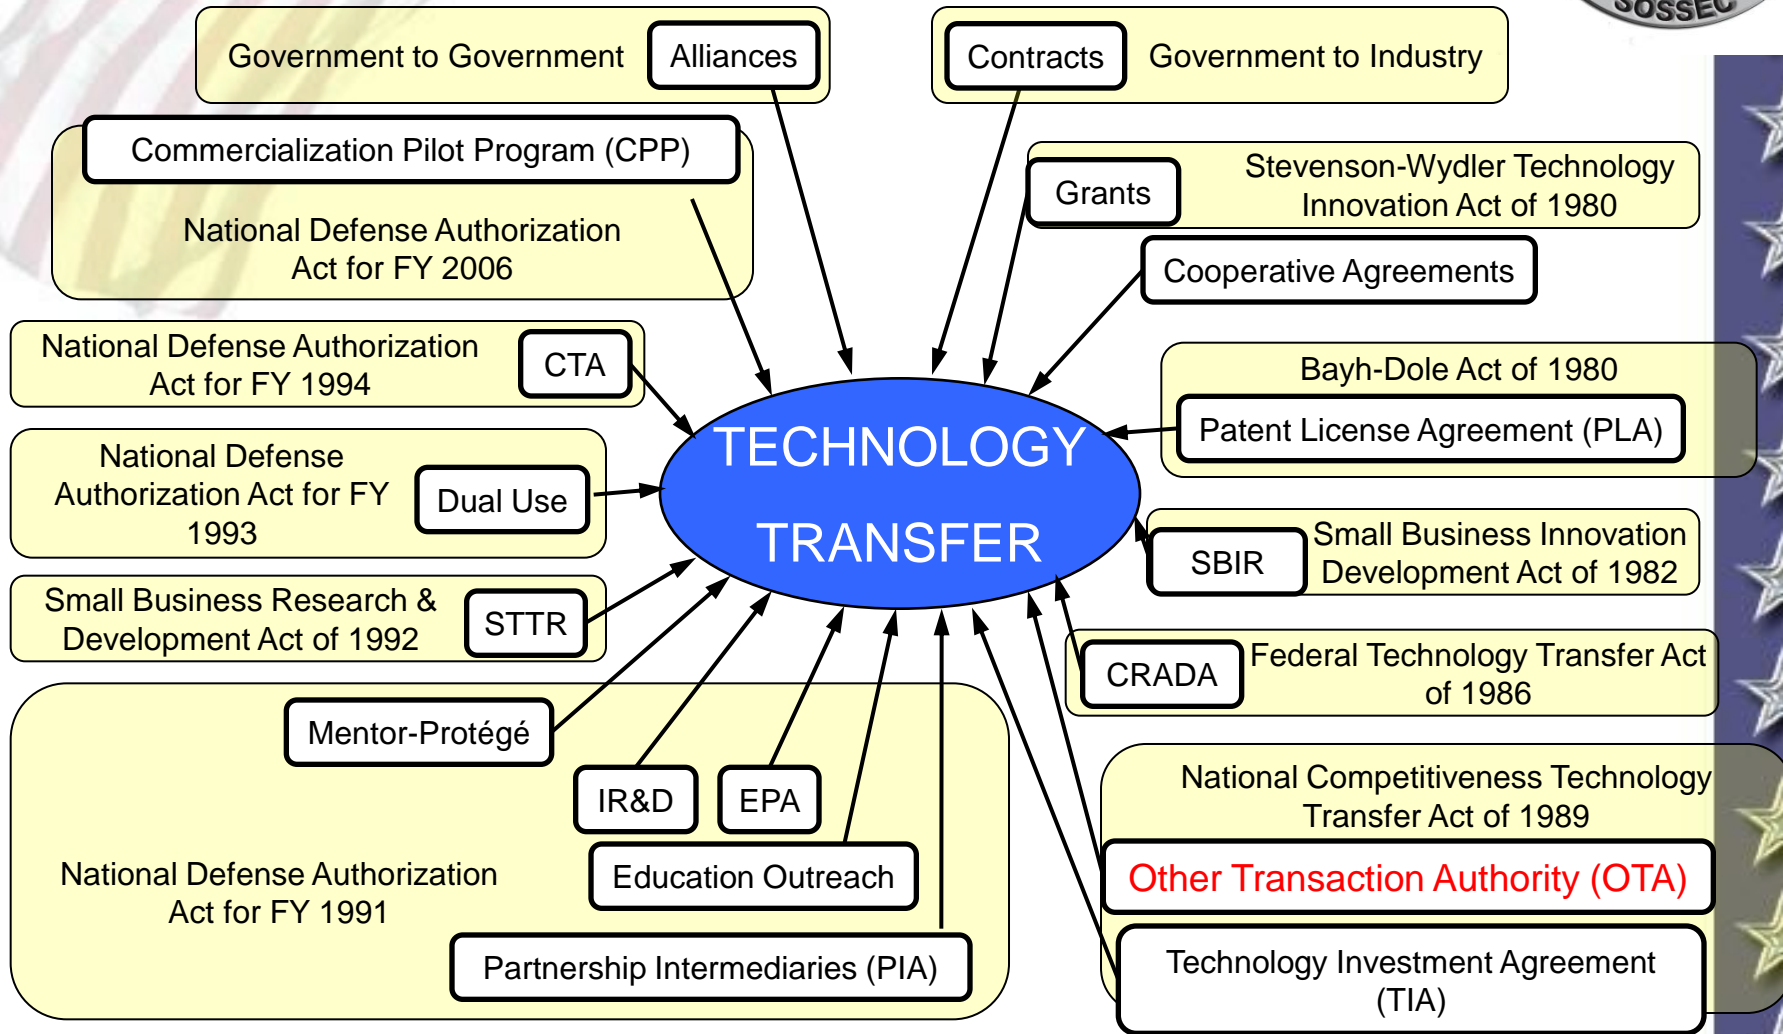 SOSSEC
Government to Government
Alliances
Contracts
Government to Industry
Commercialization Pilot Program (CPP)
National Defense Authorization
Act for FY 2006
Grants
Stevenson-Wydler Technology
Innovation Act of 1980
Cooperative Agreements
National Defense Authorization
Act for FY 1994
CTA
Bayh-Dole Act of 1980
Patent License Agreement (PLA)
TECHNOLOGY
TRANSFER
National Defense
Authorization Act for FY
1993
Dual Use
SBIR
Small Business Innovation
Development Act of 1982
Small Business Research &
Development Act of 1992
STTR
CRADA
Federal Technology Transfer Act
of 1986
Mentor-Protégé
IR&D
EPA
Education Outreach
National Defense Authorization
Act for FY 1991
Partnership Intermediaries (PIA)
National Competitiveness Technology
Transfer Act of 1989
Other Transaction Authority (OTA)
Technology Investment Agreement
(TIA)